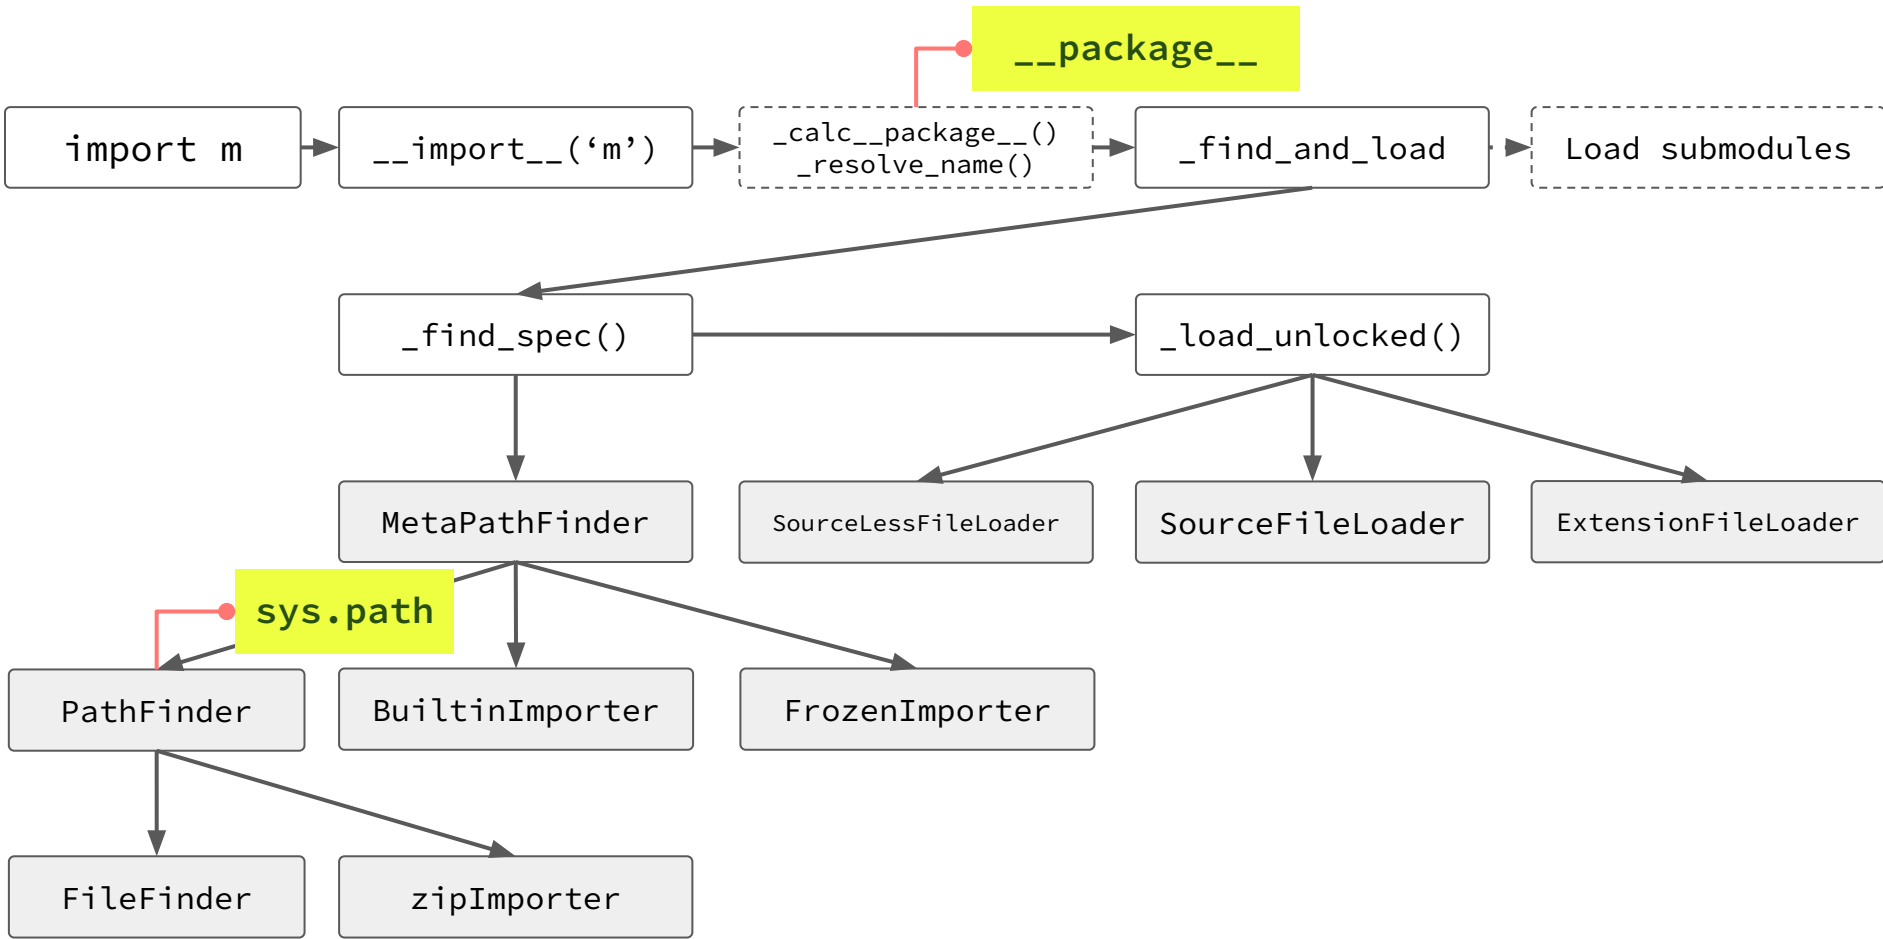 __package__
import m
__import__(‘m’)
_calc__package__()
_resolve_name()
_find_and_load
Load submodules
_find_spec()
_load_unlocked()
MetaPathFinder
SourceLessFileLoader
SourceFileLoader
ExtensionFileLoader
sys.path
PathFinder
BuiltinImporter
FrozenImporter
FileFinder
zipImporter